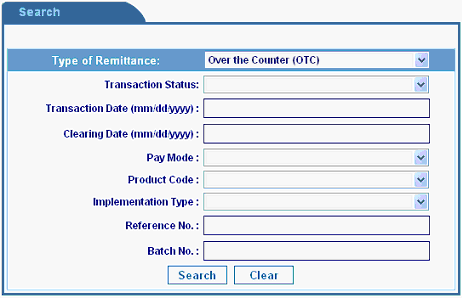 Search
Type of Remittance: Over the Counter (OTC)
Transaction Status:
Transaction Date (mm/dd/yyyy) :
Clearing Date (mm/dd/yyyy) :
Pay Mode :
Product Code :
Implementation Type :
Reference No. :
Batch No. :
Search Clear